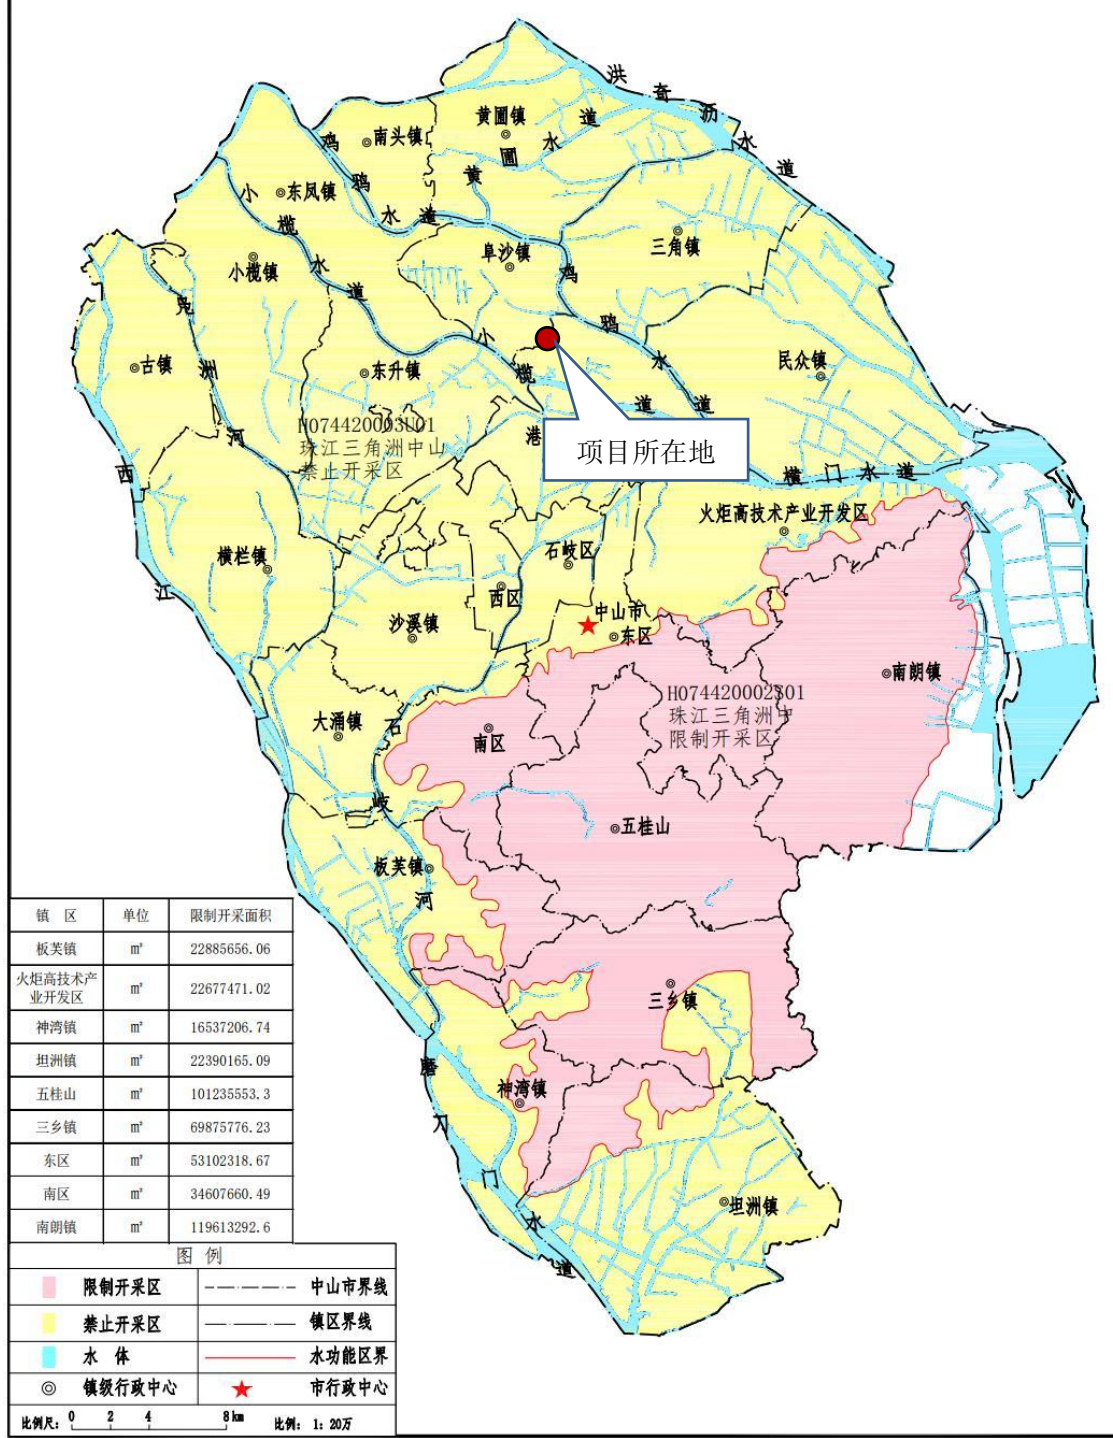 洪奇沥水道
黄圃镇
黄圃水道
南头镇
鸡鸦水道
东凤镇
小榄水道
三角镇
阜沙镇
小榄镇
鸡鸦水道
凫洲河
古镇
东升镇
小榄水道
民众镇
港
H074420003U01
珠江三角洲中山
禁止开采区
项目所在地
横门水道
西江
火炬高技术产业开发区
横栏镇
石岐区
西区
中山市
沙溪镇
东区
南朗镇
H074420002S01
珠江三角洲中
限制开采区
大涌镇
石岐河
南区
五桂山
板芙镇
三乡镇
磨刀门水道
神湾镇
坦洲镇
镇 区 单位 限制开采面积
板芙镇 m² 22885656.06
火炬高技术产
业开发区 m² 22677471.02
神湾镇 m² 16537206.74
坦洲镇 m² 22390165.09
五桂山 m² 101235553.3
三乡镇 m² 69875776.23
东区 m² 53102318.67
南区 m² 34607660.49
南朗镇 m² 119613292.6
图 例
限制开采区 中山市界线
禁止开采区 镇区界线
水 体 水功能区界
镇级行政中心 市行政中心
比例尺: 0 2 4 8km 比例: 1: 20万